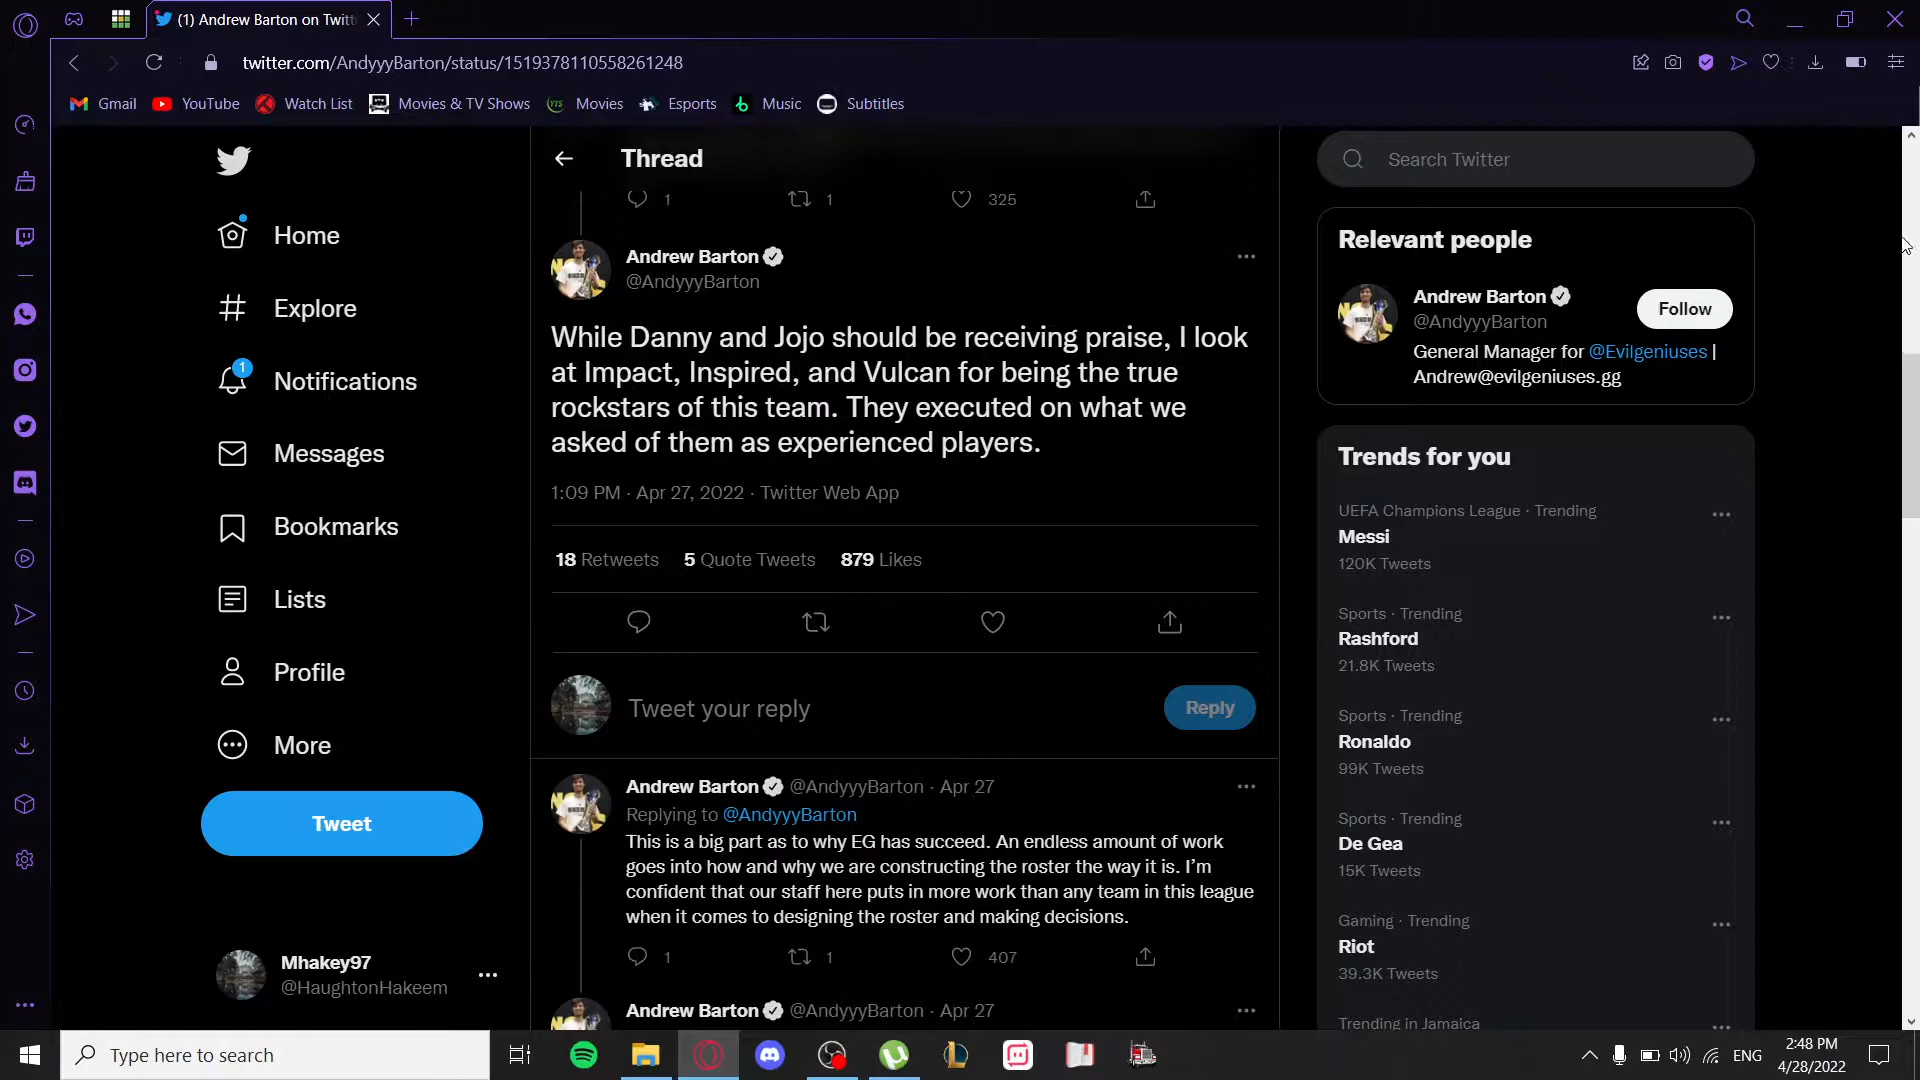 (1) Andrew Barton on Twitt
twitter.com/AndyyyBarton/status/1519378110558261248
Gmail
YouTube
Watch List
Movies & TV Shows
YTS
Movies
Esports
Music
Subtitles
Home
Explore
1
Notifications
Messages
Bookmarks
Lists
Profile
More
Tweet
Mhakey97
@HaughtonHakeem
Thread
1
1
325
Andrew Barton
@AndyyyBarton
While Danny and Jojo should be receiving praise, I look
at Impact, Inspired, and Vulcan for being the true
rockstars of this team. They executed on what we
asked of them as experienced players.
1:09 PM · Apr 27, 2022 · Twitter Web App
18 Retweets 5 Quote Tweets 879 Likes
Tweet your reply
Reply
Andrew Barton @AndyyyBarton · Apr 27
Replying to @AndyyyBarton
This is a big part as to why EG has succeed. An endless amount of work
goes into how and why we are constructing the roster the way it is. I'm
confident that our staff here puts in more work than any team in this league
when it comes to designing the roster and making decisions.
1
1
407
Andrew Barton @AndyyyBarton · Apr 27
Search Twitter
Relevant people
Andrew Barton
@AndyyyBarton
Follow
General Manager for @Evilgeniuses |
Andrew@evilgeniuses.gg
Trends for you
UEFA Champions League · Trending
Messi
120K Tweets
Sports · Trending
Rashford
21.8K Tweets
Sports · Trending
Ronaldo
99K Tweets
Sports · Trending
De Gea
15K Tweets
Gaming · Trending
Riot
39.3K Tweets
Trending in Jamaica
Type here to search
ENG
2:48 PM
4/28/2022